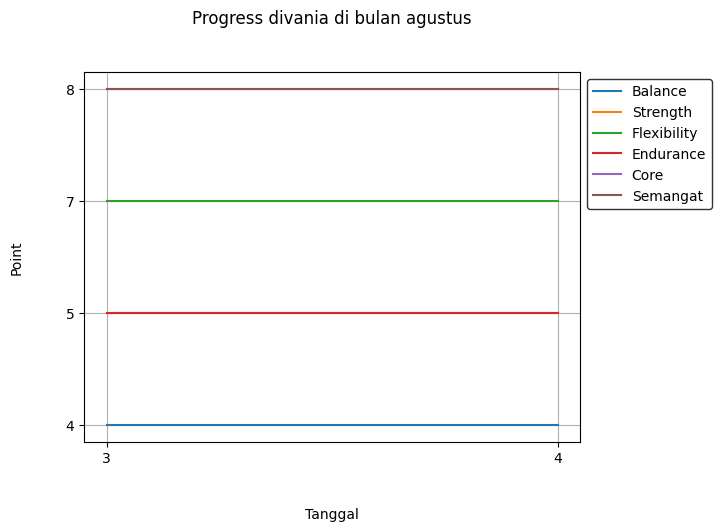 Progress divania di bulan agustus
8
7
5
4
Point
3
4
Tanggal
Balance
Strength
Flexibility
Endurance
Core
Semangat